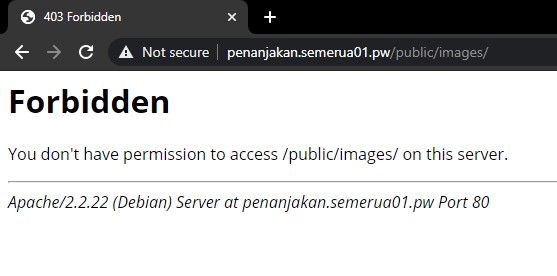 403 Forbidden
Not secure penanjakan.semerua01.pw/public/images/
Forbidden
You don't have permission to access /public/images/ on this server.
Apache/2.2.22 (Debian) Server at penanjakan.semerua01.pw Port 80